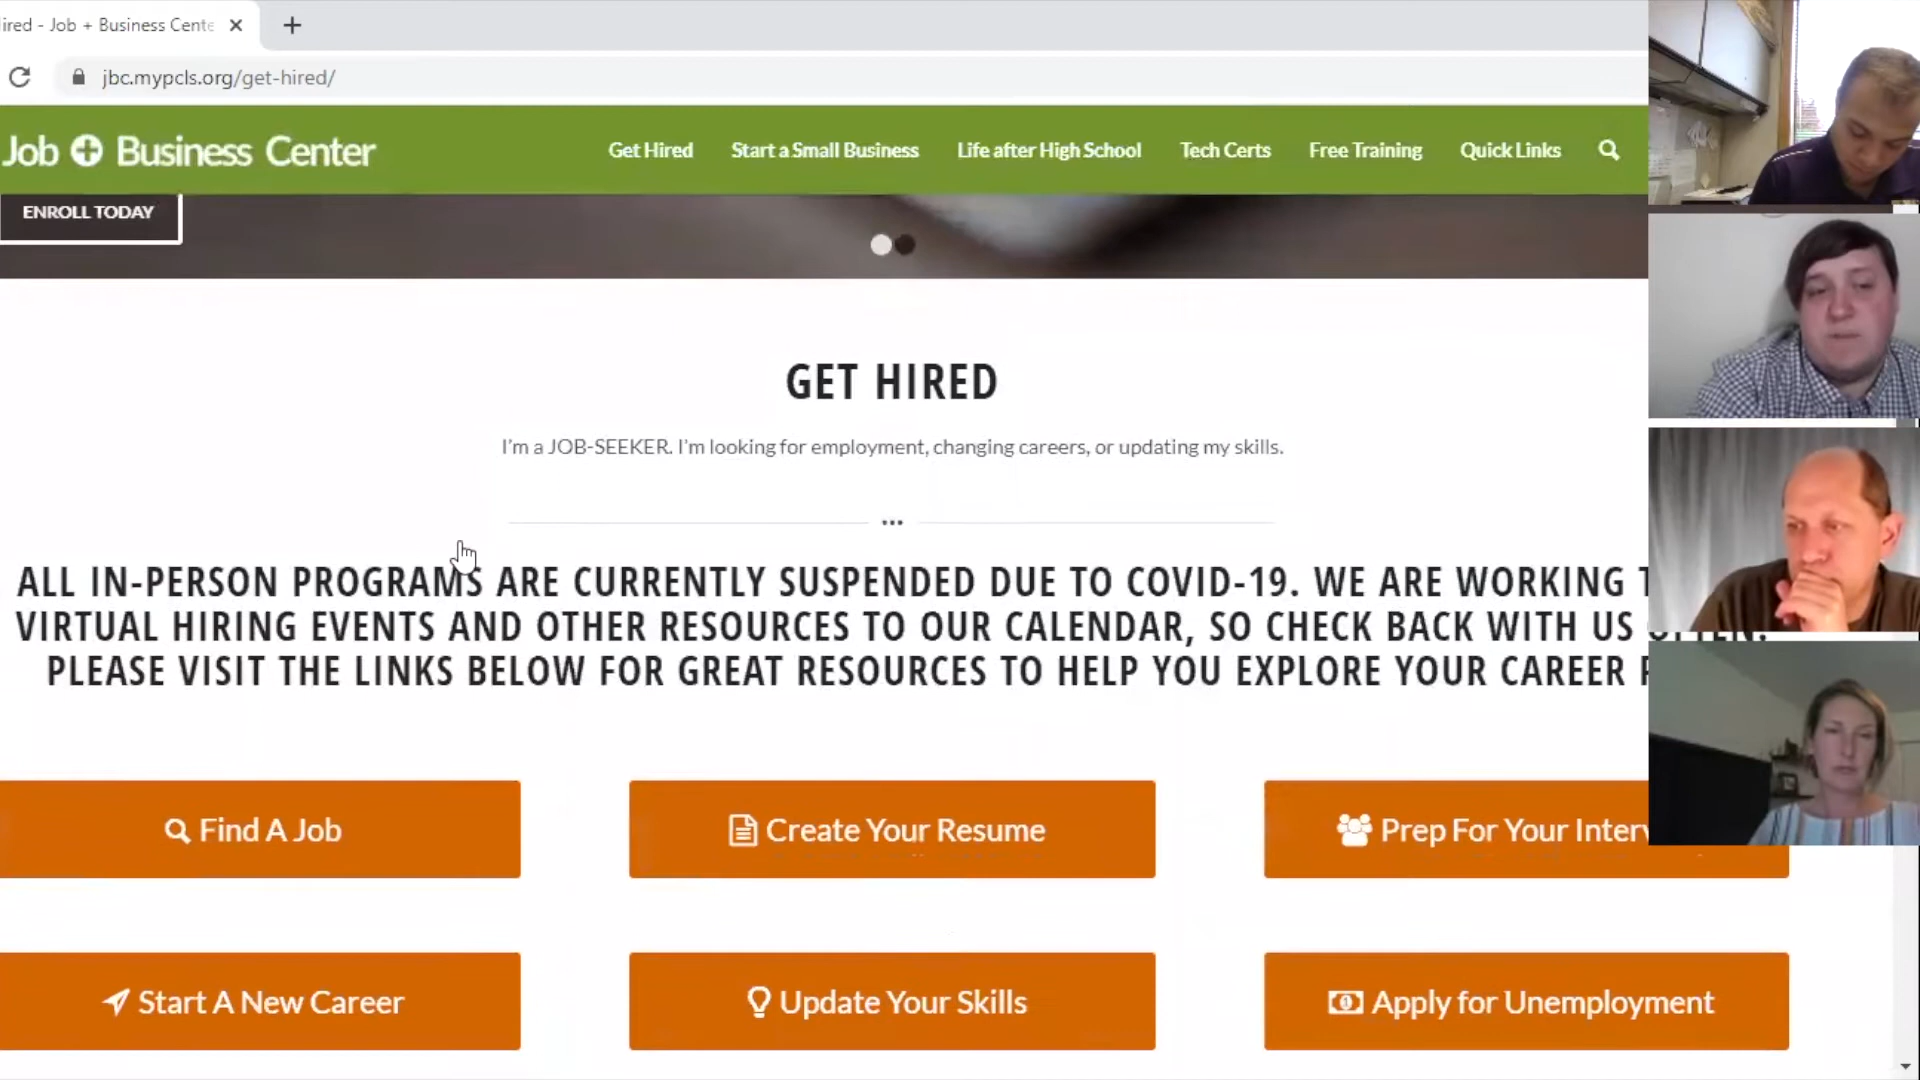 ired - Job + Business Cente
jbc.mypcls.org/get-hired/
Job + Business Center
Get Hired
Start a Small Business
Life after High School
Tech Certs
Free Training
Quick Links
ENROLL TODAY
GET HIRED
I'm a JOB-SEEKER. I'm looking for employment, changing careers, or updating my skills.
ALL IN-PERSON PROGRAMS ARE CURRENTLY SUSPENDED DUE TO COVID-19. WE ARE WORKING
VIRTUAL HIRING EVENTS AND OTHER RESOURCES TO OUR CALENDAR, SO CHECK BACK WITH US
PLEASE VISIT THE LINKS BELOW FOR GREAT RESOURCES TO HELP YOU EXPLORE YOUR CAREER
Find A Job
Create Your Resume
Prep For Your Interv
Start A New Career
Update Your Skills
Apply for Unemployment